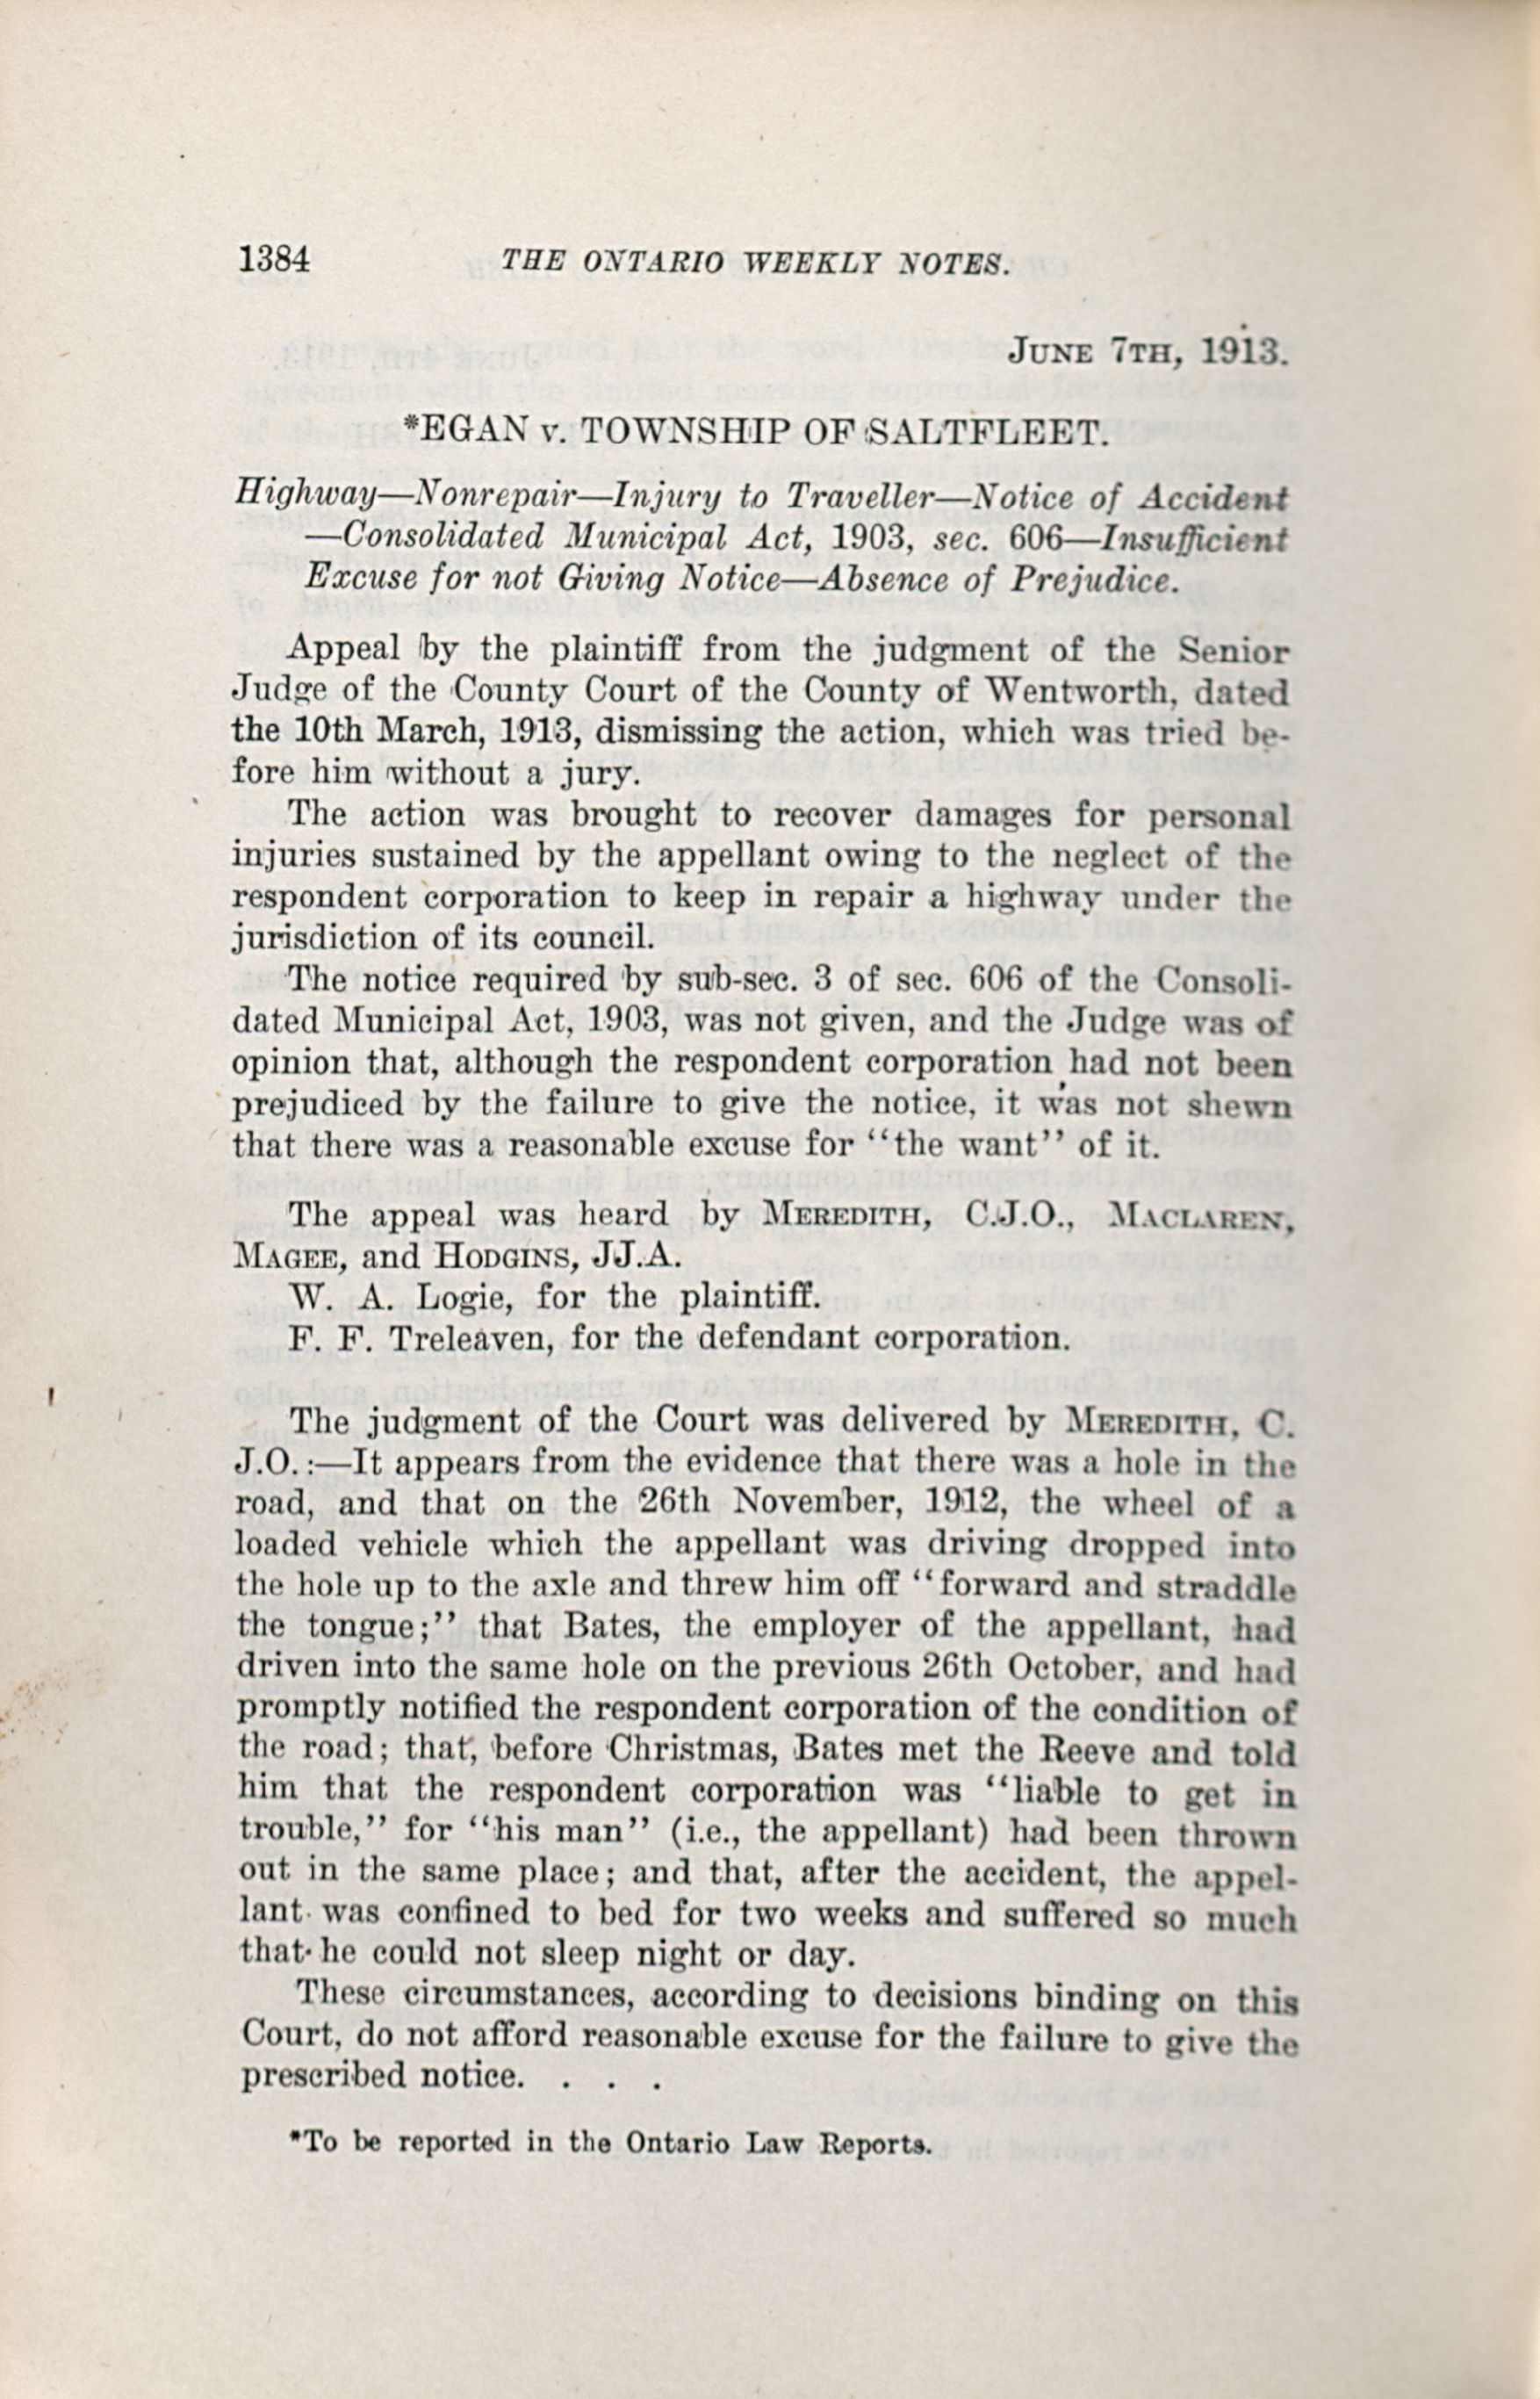 1384 THE ONTARIO WEEKLY NOTES.
JUNE 7TH, 1913.
*EGAN v. TOWNSHIP OF SALTFLEET.
Highway—Nonrepair—Injury to Traveller—Notice of Accident
—Consolidated Municipal Act, 1903, sec. 606—Insufficient
Excuse for not Giving Notice—Absence of Prejudice.
Appeal by the plaintiff from the judgment of the Senior
Judge of the County Court of the County of Wentworth, dated
the 10th March, 1913, dismissing the action, which was tried be-
fore him without a jury.
The action was brought to recover damages for personal
injuries sustained by the appellant owing to the neglect of the
respondent corporation to keep in repair a highway under the
jurisdiction of its council.
The notice required by sub-sec. 3 of sec. 606 of the Consoli-
dated Municipal Act, 1903, was not given, and the Judge was of
opinion that, although the respondent corporation had not been
prejudiced by the failure to give the notice, it was not shewn
that there was a reasonable excuse for "the want" of it.
The appeal was heard by MEREDITH, C.J.O., MACLAREN,
MAGEE, and HODGINS, JJ.A.
W. A. Logie, for the plaintiff.
F. F. Treleaven, for the defendant corporation.
The judgment of the Court was delivered by MEREDITH, C.
J.O.:—It appears from the evidence that there was a hole in the
road, and that on the 26th November, 1912, the wheel of a
loaded vehicle which the appellant was driving dropped into
the hole up to the axle and threw him off "forward and straddle
the tongue;" that Bates, the employer of the appellant, had
driven into the same hole on the previous 26th October, and had
promptly notified the respondent corporation of the condition of
the road; that, before Christmas, Bates met the Reeve and told
him that the respondent corporation was "liable to get in
trouble," for "his man" (i.e., the appellant) had been thrown
out in the same place; and that, after the accident, the appel-
lant was confined to bed for two weeks and suffered so much
that he could not sleep night or day.
These circumstances, according to decisions binding on this
Court, do not afford reasonable excuse for the failure to give the
prescribed notice. . . .
*To be reported in the Ontario Law Reports.